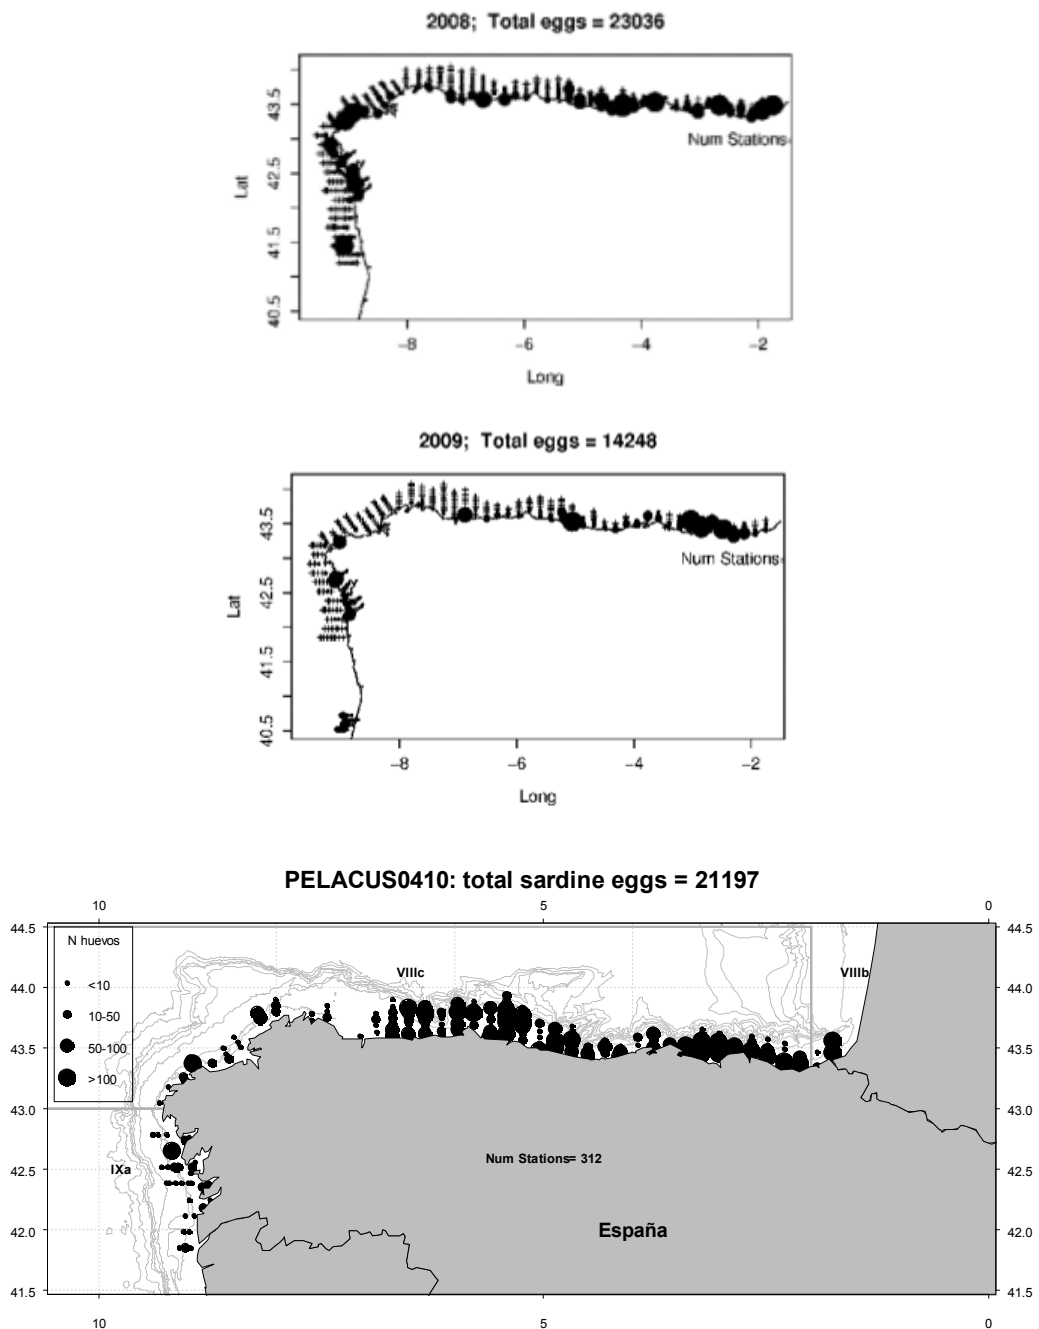 2008;  Total eggs = 23036
43.5
42.5
41.5
40.5
Lat
Num Stations
-8
-6
-4
-2
Long
2009;  Total eggs = 14248
43.5
42.5
41.5
40.5
Lat
Num Stations
-8
-6
-4
-2
Long
PELACUS0410: total sardine eggs = 21197
10
5
0
44.5
44.5
N huevos
VIIIc
VIIIb
<10
44.0
44.0
10-50
43.5
50-100
43.5
>100
43.0
43.0
IXa
42.5
Num Stations= 312
42.5
42.0
España
42.0
41.5
41.5
10
5
0